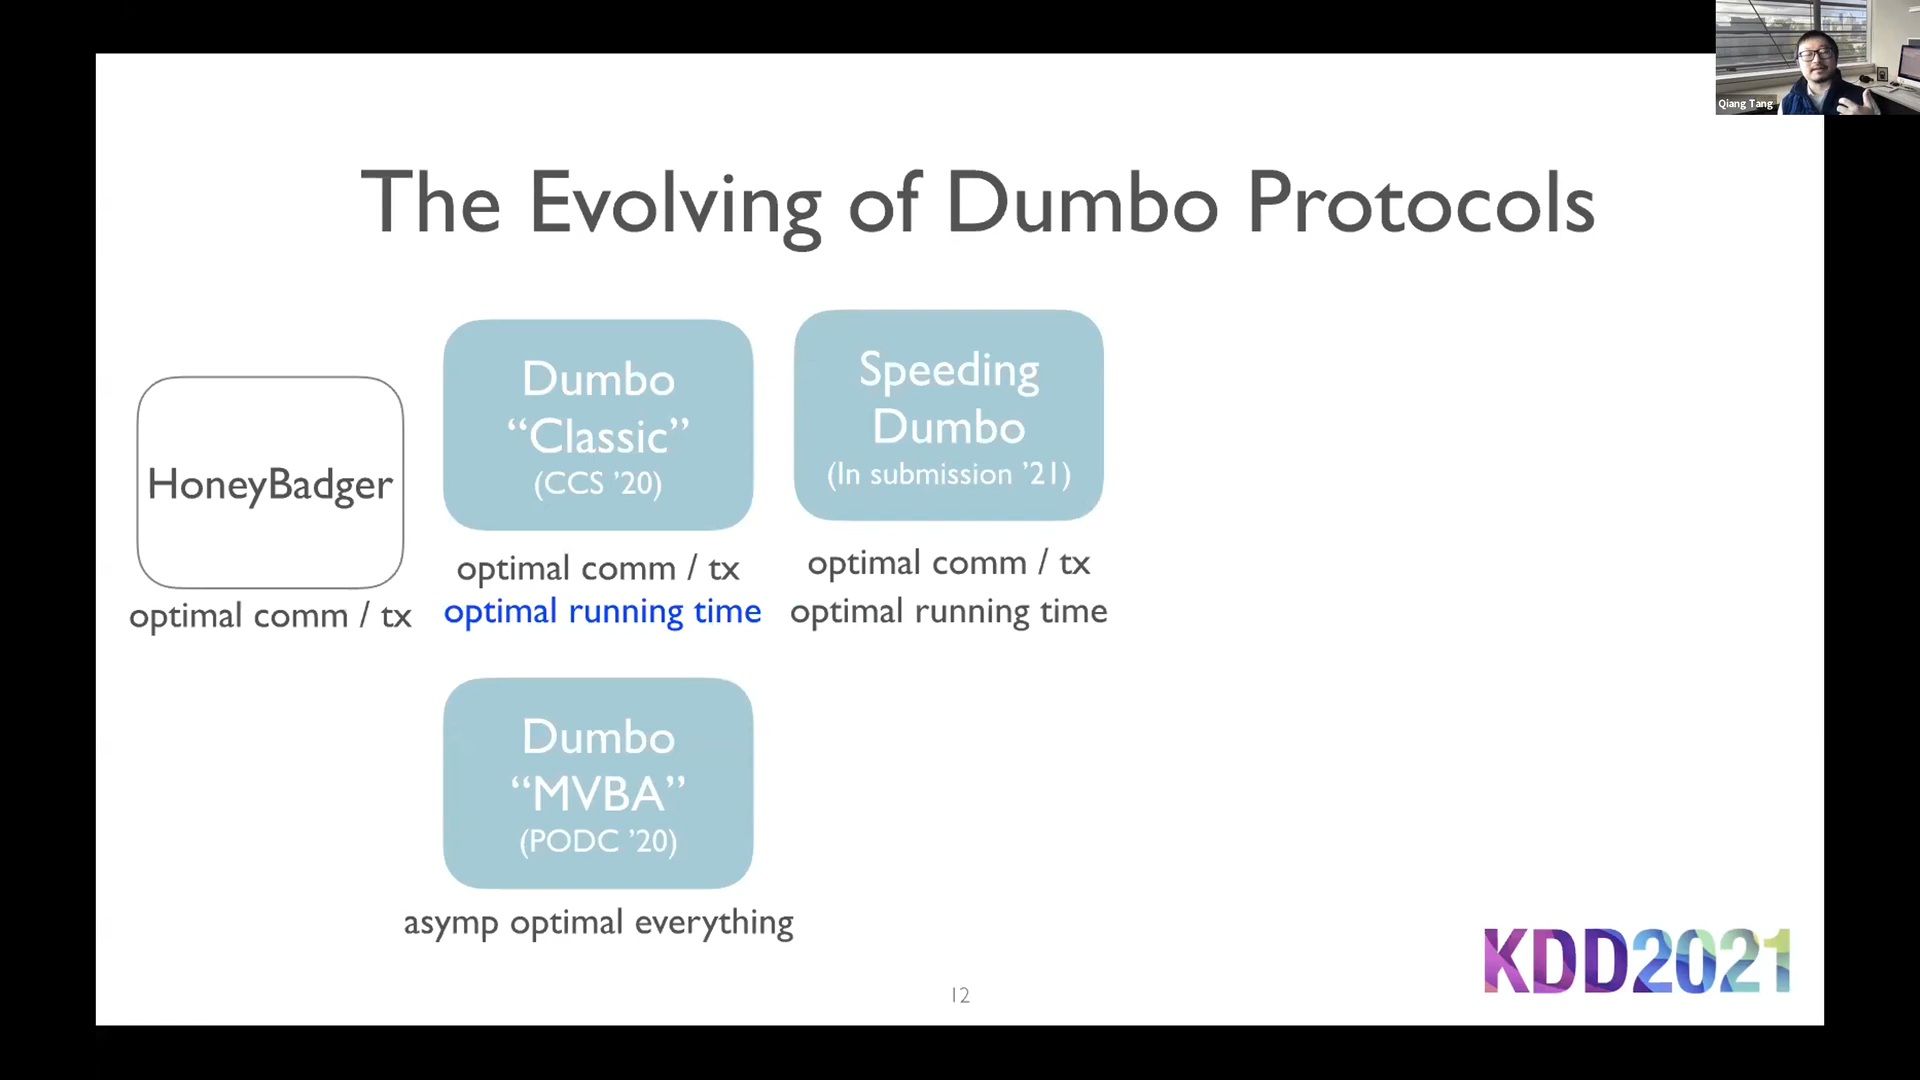 Qiang Tang
The Evolving of Dumbo Protocols
HoneyBadger
optimal comm / tx
Dumbo
“Classic”
(CCS ’20)
optimal comm / tx
optimal running time
Speeding
Dumbo
(In submission ’21)
optimal comm / tx
optimal running time
Dumbo
“MVBA”
(PODC ’20)
asymp optimal everything
12
KDD2021